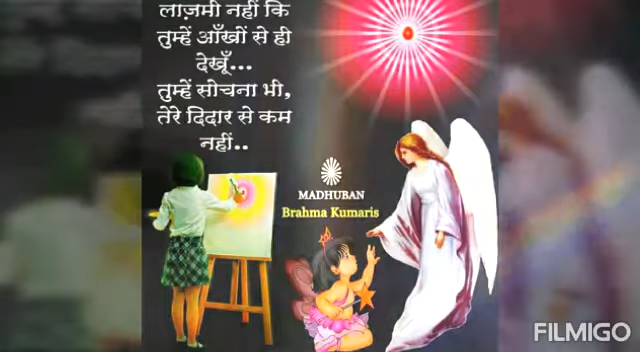 लाज़मी नहीं कि
तुम्हें आँखों से ही
देखूँ...
तुम्हें सोचना भी,
तेरे दिदार से कम
नहीं..
MADHUBAN
Brahma Kumaris
FILMIGO